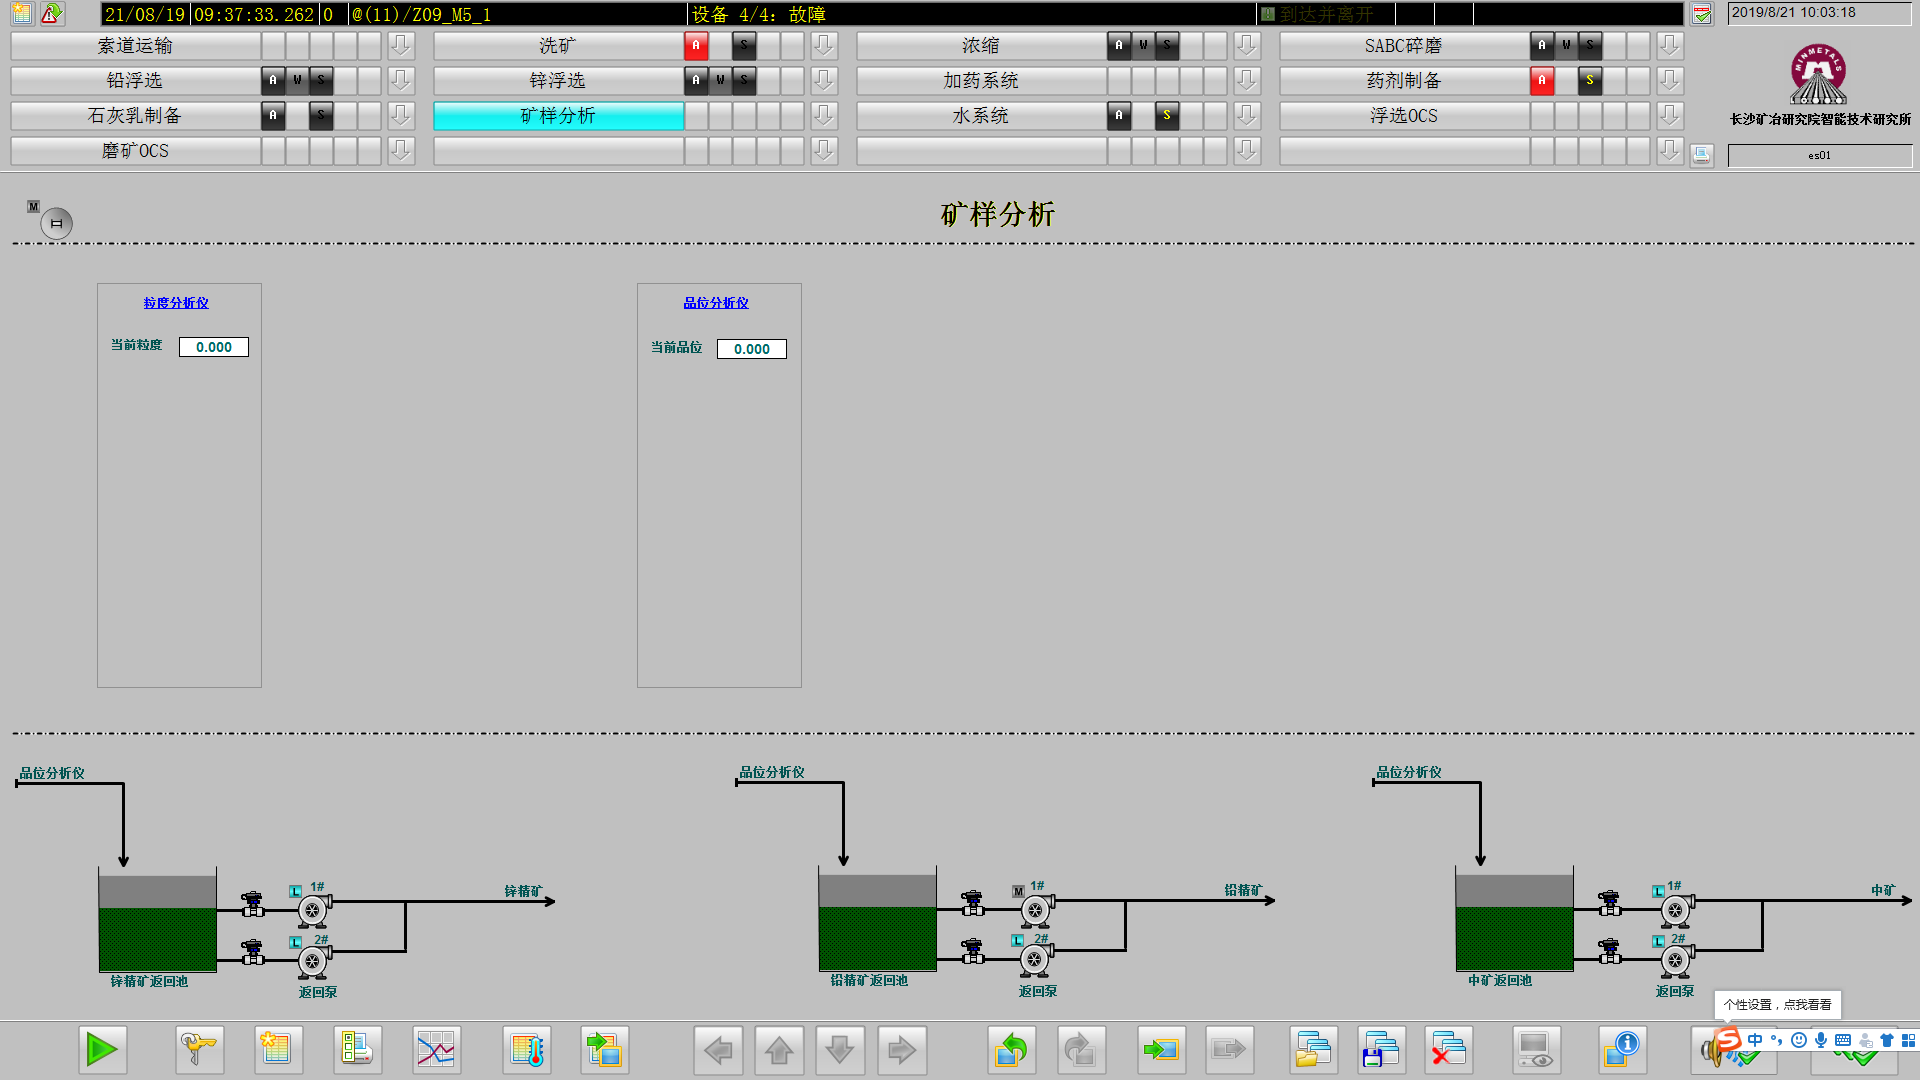 21/08/19 09:37:33.262 0 @(11)/Z09_M5_1 设备 4/4：故障 到达并离开 2019/8/21 10:03:18
索道运输 洗矿 A S 浓缩 A W S SABC碎磨 A W S
铅浮选 A W S 锌浮选 A W S 加药系统 药剂制备 A S
石灰乳制备 A S 矿样分析 水系统 A S 浮选OCS
磨矿OCS
MINMETALS
长沙矿冶研究院智能技术研究所
es01
M
矿样分析
粒度分析仪 品位分析仪
当前粒度 0.000 当前品位 0.000
品位分析仪 品位分析仪 品位分析仪
L 1# 锌精矿 M 1# 铅精矿 L 1# 中矿
L 2# L 2# L 2#
锌精矿返回池 铅精矿返回池 中矿返回池
返回泵 返回泵 返回泵
个性设置，点我看看
S 中